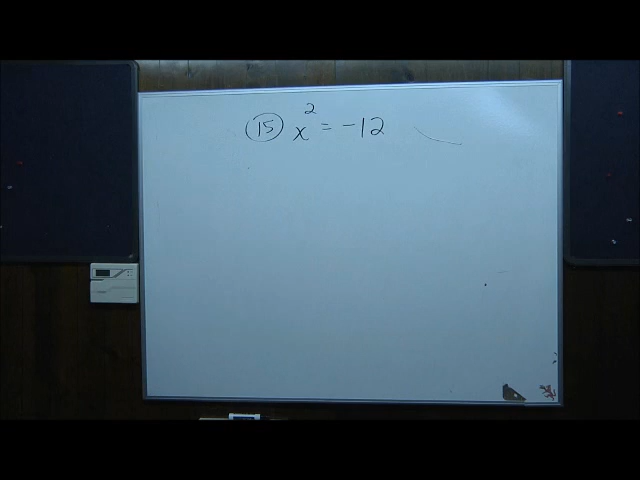 ⑮ x² = -12